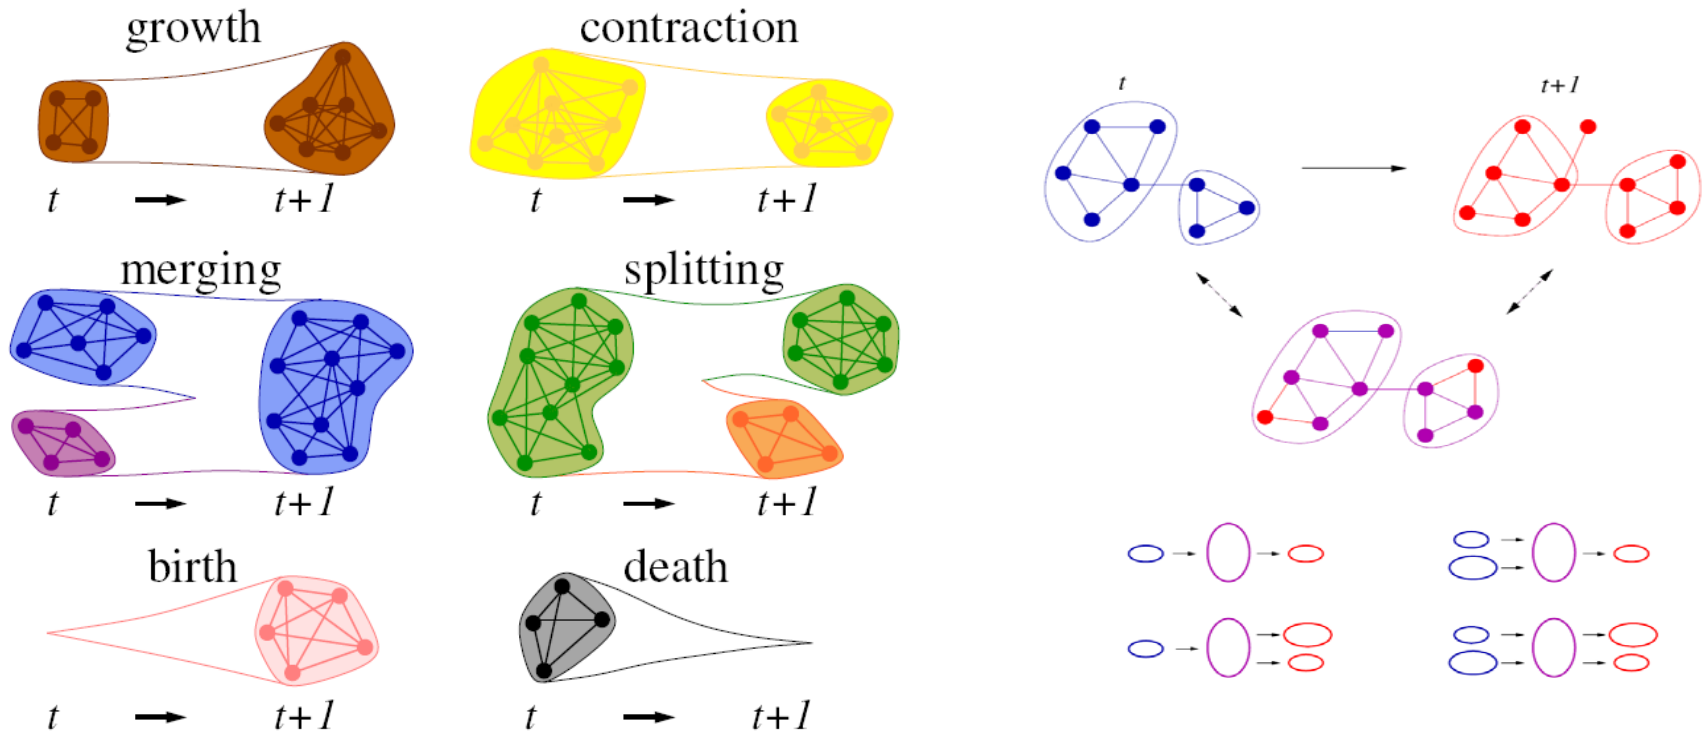 growth
t t+1
contraction
t t+1
merging
t t+1
splitting
t t+1
birth
t t+1
death
t t+1
t
t+1